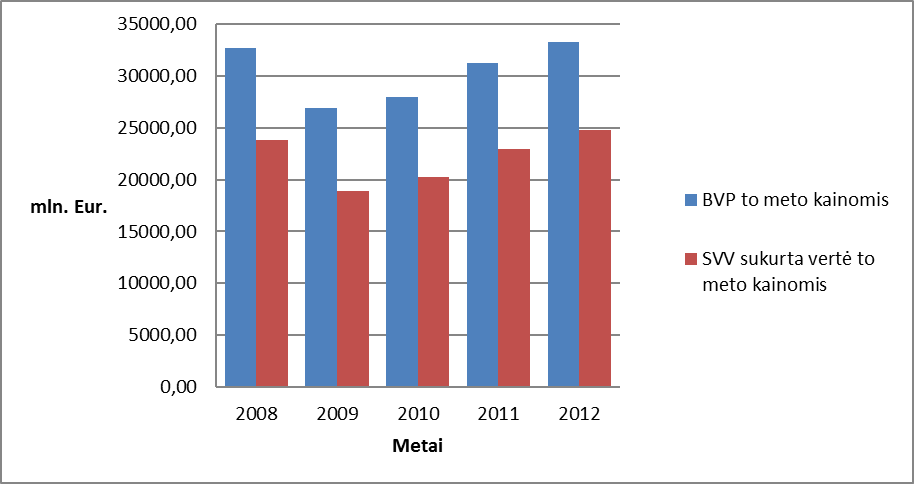 35000,00
30000,00
25000,00
20000,00
15000,00
10000,00
5000,00
0,00
mln. Eur.
2008 2009 2010 2011 2012
Metai
BVP to meto kainomis
SVV sukurta vertė to
meto kainomis